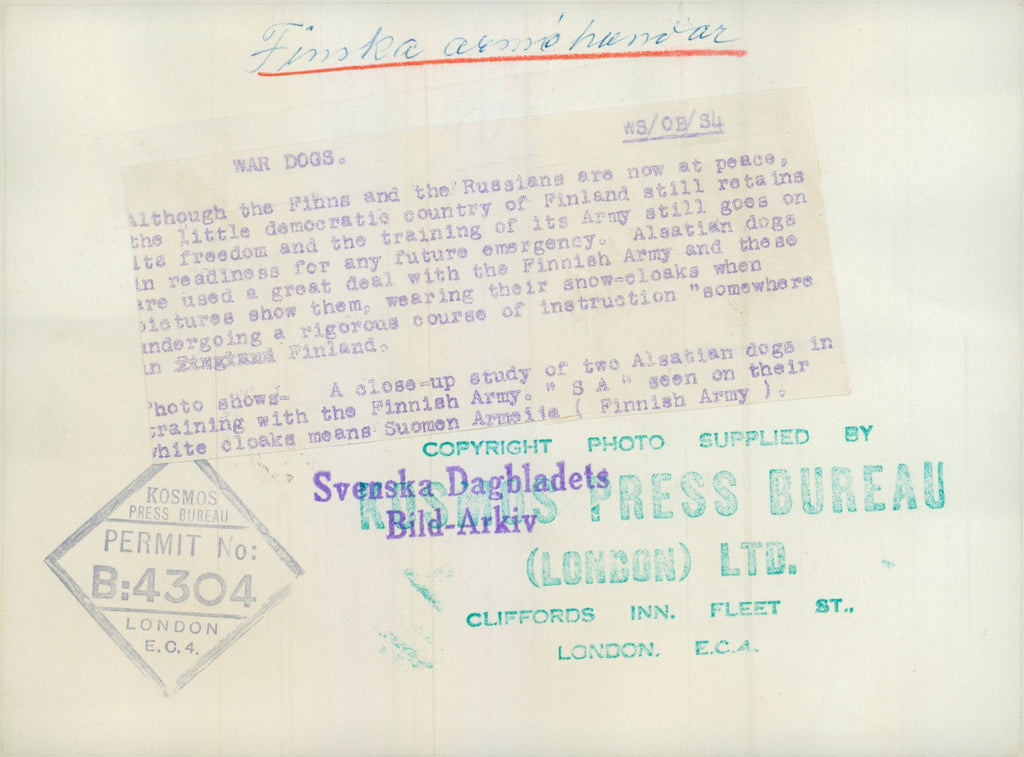 Finska arméhundar
WS/OB/S4
WAR DOGS.
Although the Finns and the Russians are now at peace,
the little democratic country of Finland still retains
its freedom and the training of its Army still goes on
in readiness for any future emergency. Alsatian dogs
are used a great deal with the Finnish Army and these
pictures show them, wearing their snow-cloaks when
undergoing a rigorous course of instruction "somewhere
in England Finland.
Photo shows- A close-up study of two Alsatian dogs in
training with the Finnish Army. " S A " seen on their
white cloaks means Suomen Armeija ( Finnish Army ).
COPYRIGHT PHOTO SUPPLIED BY
KOSMOS PRESS BUREAU
(LONDON) LTD.
CLIFFORDS INN. FLEET ST.,
LONDON. E.C.4.
Svenska Dagbladets
Bild-Arkiv
KOSMOS
PRESS BUREAU
PERMIT No:
B:4304
LONDON
E.C.4.